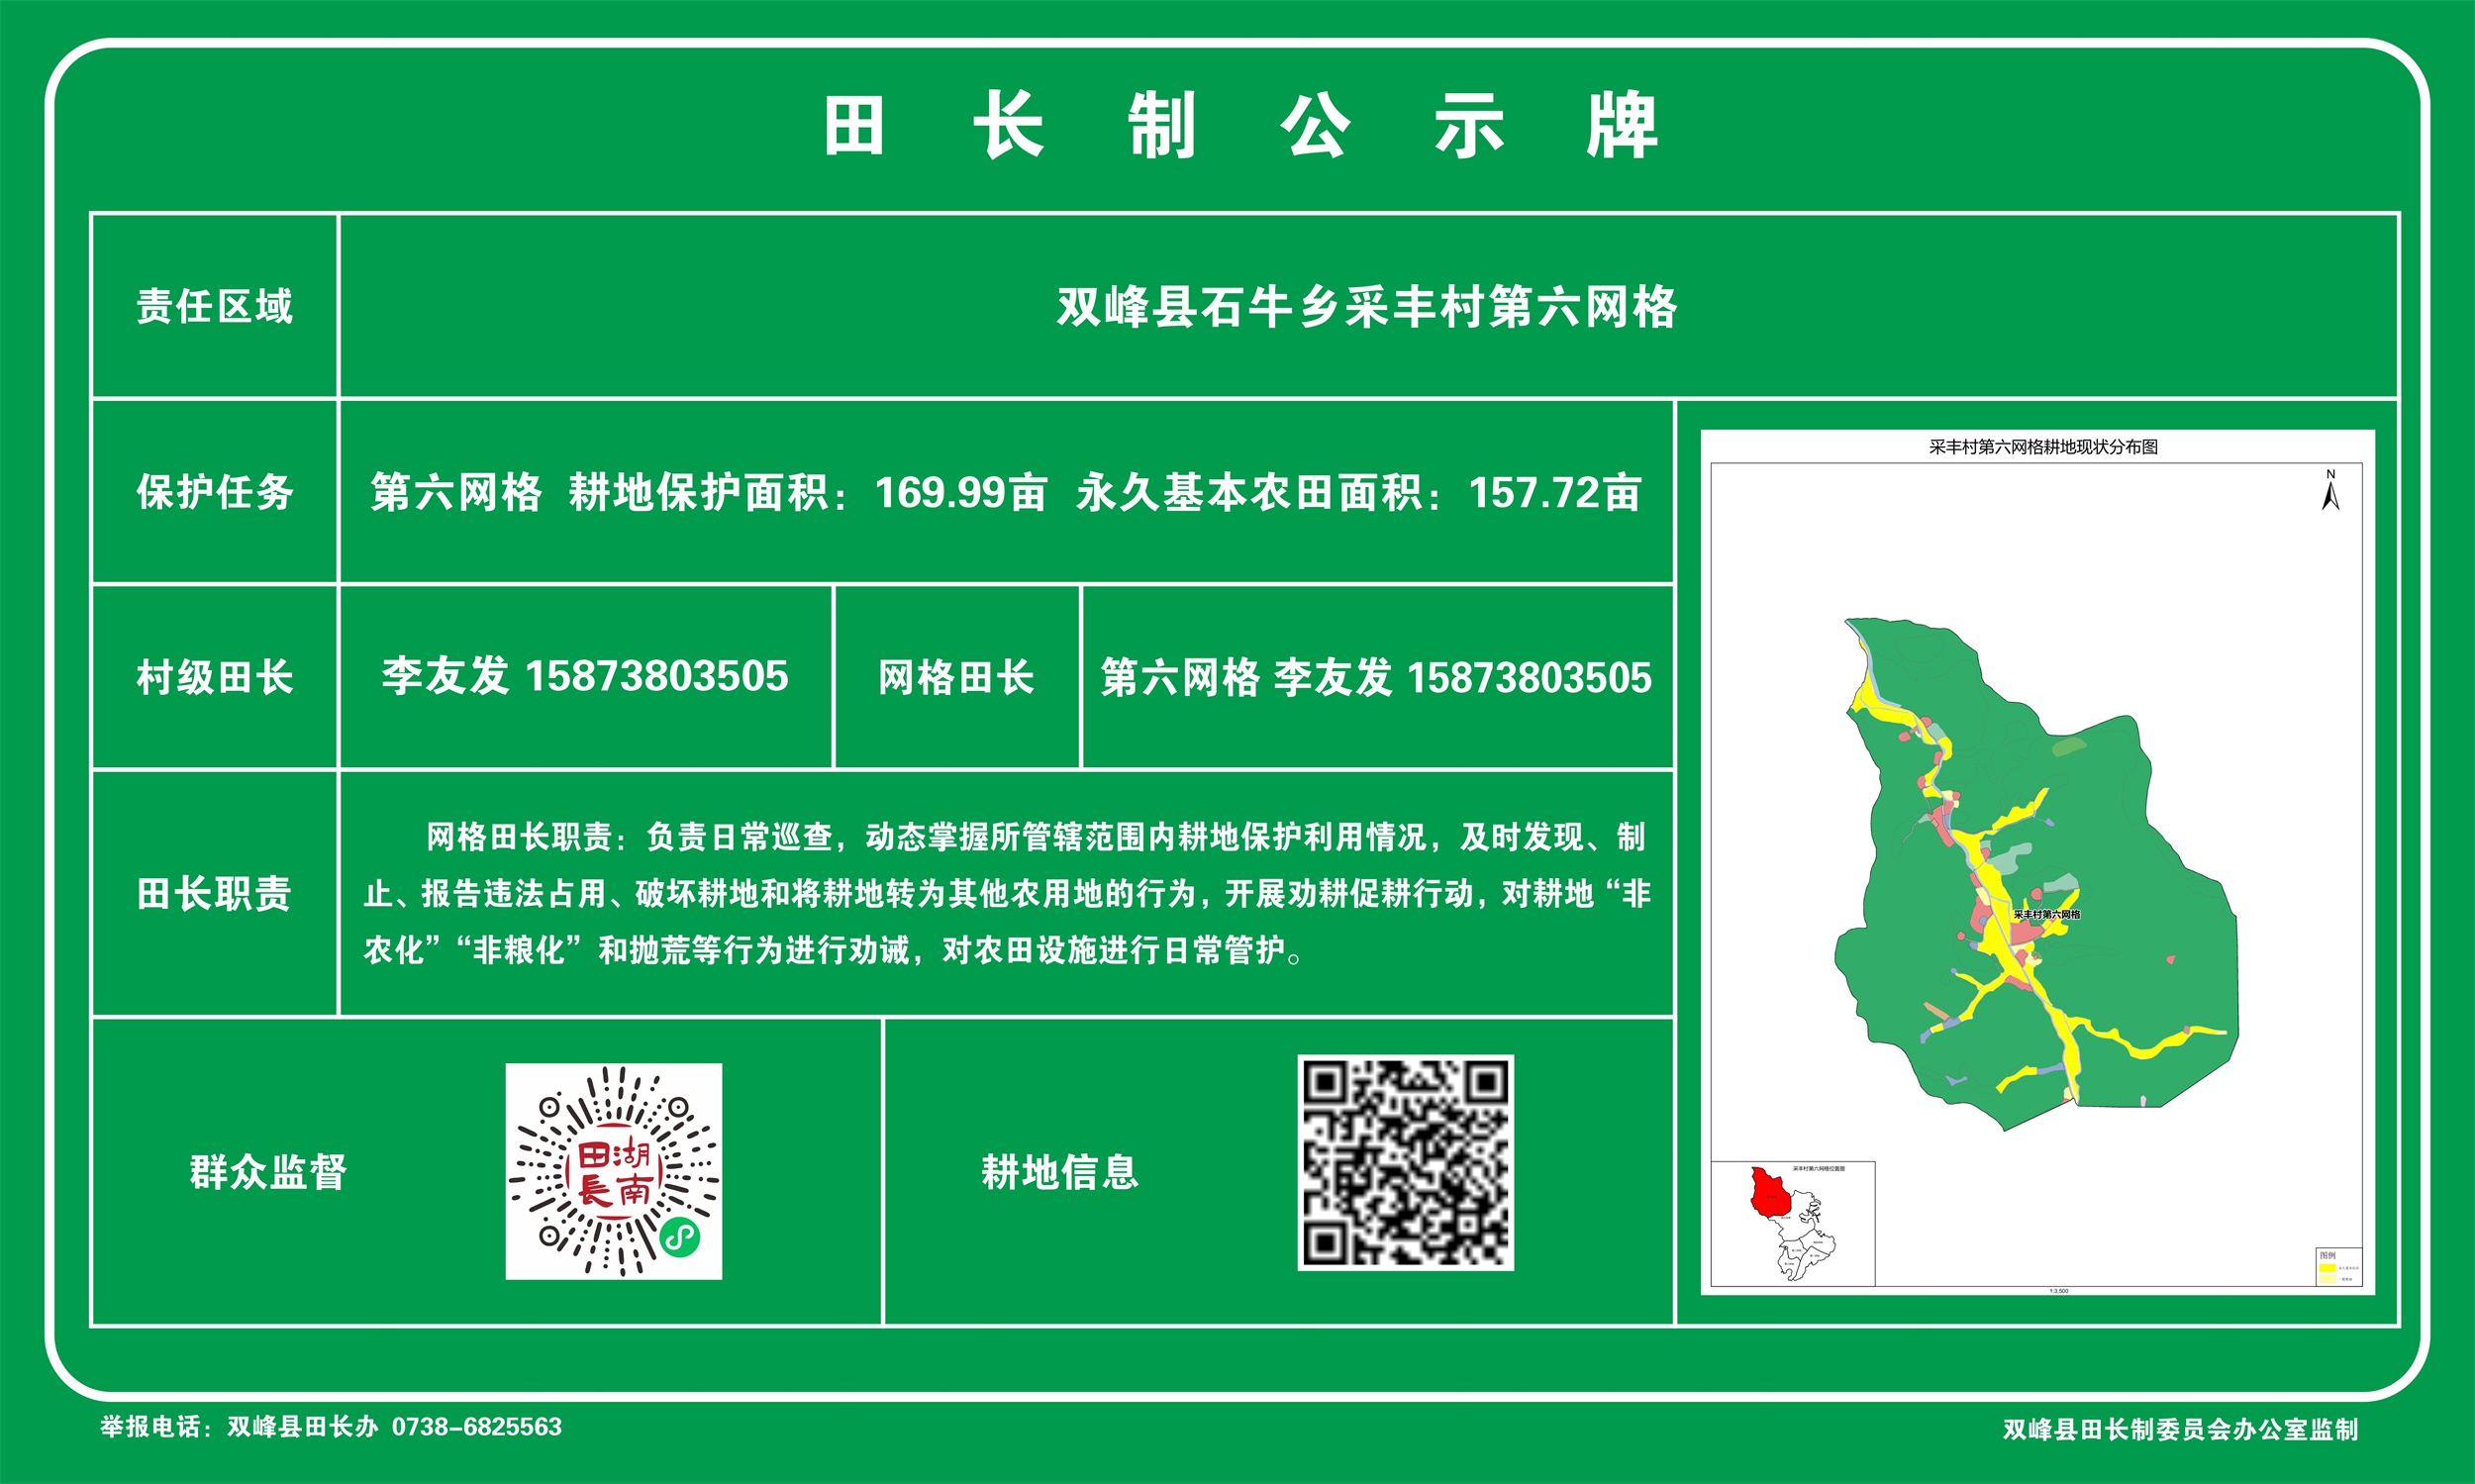 田长制公示牌
责任区域
双峰县石牛乡采丰村第六网格
保护任务
第六网格 耕地保护面积：169.99亩 永久基本农田面积：157.72亩
村级田长
李友发 15873803505
网格田长
第六网格 李友发 15873803505
田长职责
网格田长职责：负责日常巡查，动态掌握所管辖范围内耕地保护利用情况，及时发现、制
止、报告违法占用、破坏耕地和将耕地转为其他农用地的行为，开展劝耕促耕行动，对耕地“非
农化”“非粮化”和抛荒等行为进行劝诫，对农田设施进行日常管护。
群众监督
湖南田長
耕地信息
采丰村第六网格耕地现状分布图
N
采丰村第六网格
采丰村第六网格位置图
图例
1:3,500
举报电话：双峰县田长办 0738-6825563
双峰县田长制委员会办公室监制